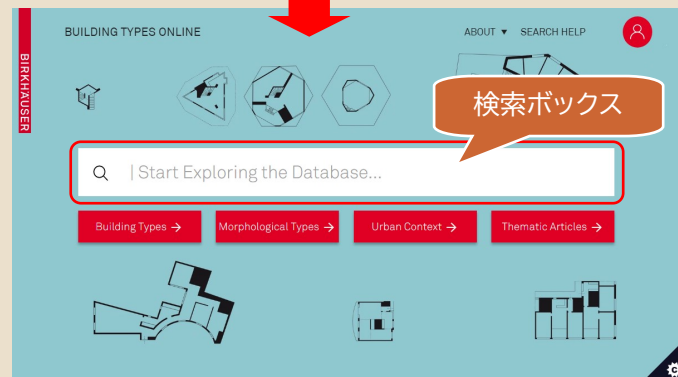 BUILDING TYPES ONLINE
ABOUT ▼ SEARCH HELP
BIRKHAUSER
検索ボックス
| Start Exploring the Database...
Building Types →
Morphological Types →
Urban Context →
Thematic Articles →